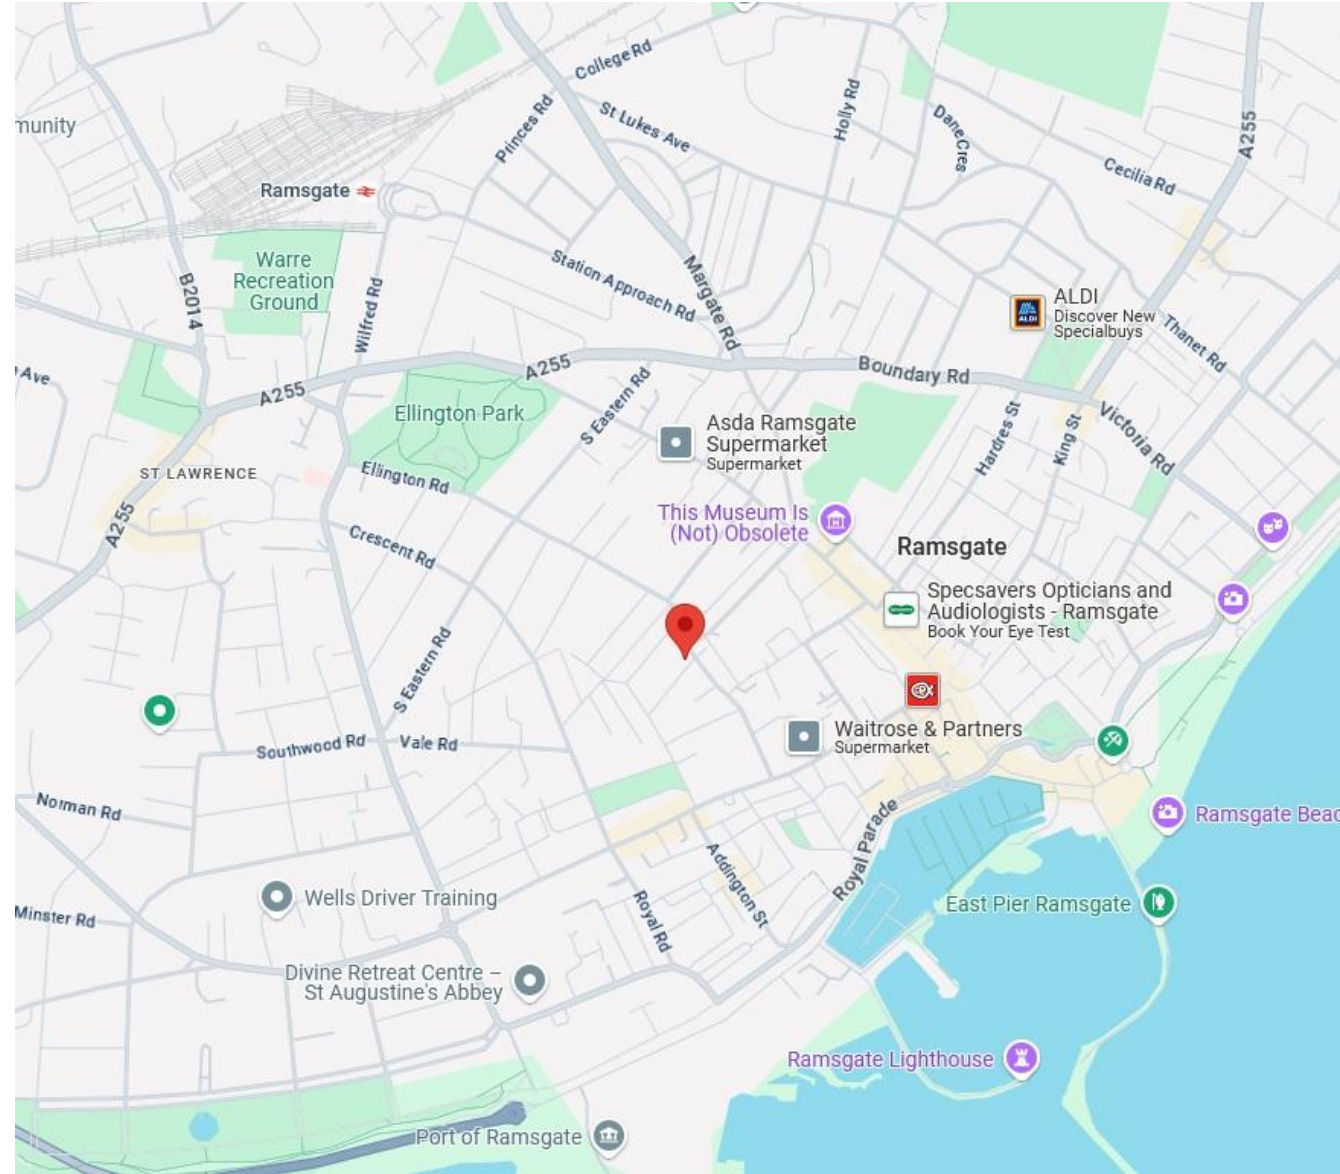 College Rd
Princes Rd
St Lukes Ave
Holly Rd
Dane Cres
A255
Cecilia Rd
munity
Ramsgate
Warre
Recreation
Ground
B2014
Wilfred Rd
Station Approach Rd
Margate Rd
ALDI
Discover New
Specialbuys
Thanet Rd
Ave
A255
A255
Boundary Rd
Ellington Park
S Eastern Rd
Asda Ramsgate
Supermarket
Supermarket
Hardres St
King St
Victoria Rd
ST LAWRENCE
Ellington Rd
A255
Crescent Rd
This Museum Is
(Not) Obsolete
Ramsgate
Specsavers Opticians and
Audiologists - Ramsgate
Book Your Eye Test
S Eastern Rd
Southwood Rd
Vale Rd
Waitrose & Partners
Supermarket
Norman Rd
Royal Parade
Ramsgate Beac
Addington St
Wells Driver Training
Royal Rd
East Pier Ramsgate
Minster Rd
Divine Retreat Centre –
St Augustine's Abbey
Ramsgate Lighthouse
Port of Ramsgate